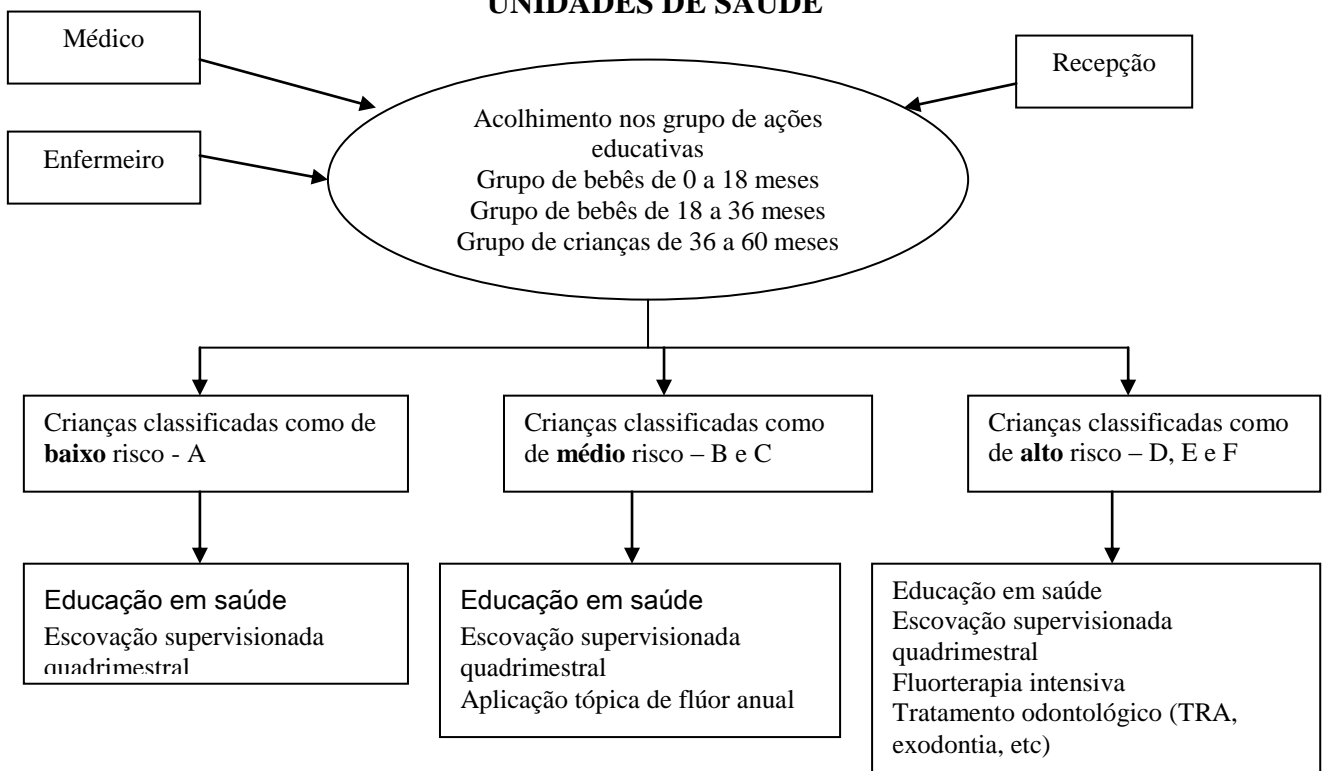 UNIDADES DE SAÚDE
Médico
Recepção
Enfermeiro
Acolhimento nos grupo de ações
educativas
Grupo de bebês de 0 a 18 meses
Grupo de bebês de 18 a 36 meses
Grupo de crianças de 36 a 60 meses
Crianças classificadas como de
baixo risco - A
Crianças classificadas como
de médio risco – B e C
Crianças classificadas como
de alto risco – D, E e F
Educação em saúde
Escovação supervisionada
quadrimestral
Educação em saúde
Escovação supervisionada
quadrimestral
Aplicação tópica de flúor anual
Educação em saúde
Escovação supervisionada
quadrimestral
Fluorterapia intensiva
Tratamento odontológico (TRA,
exodontia, etc)